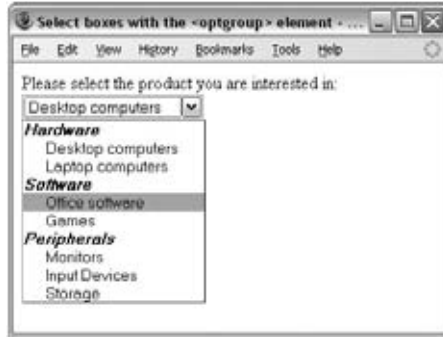 Select boxes with the <optgroup> element - ...
File Edit View History Bookmarks Tools Help
Please select the product you are interested in:
Desktop computers
Hardware
Desktop computers
Laptop computers
Software
Office software
Games
Peripherals
Monitors
Input Devices
Storage